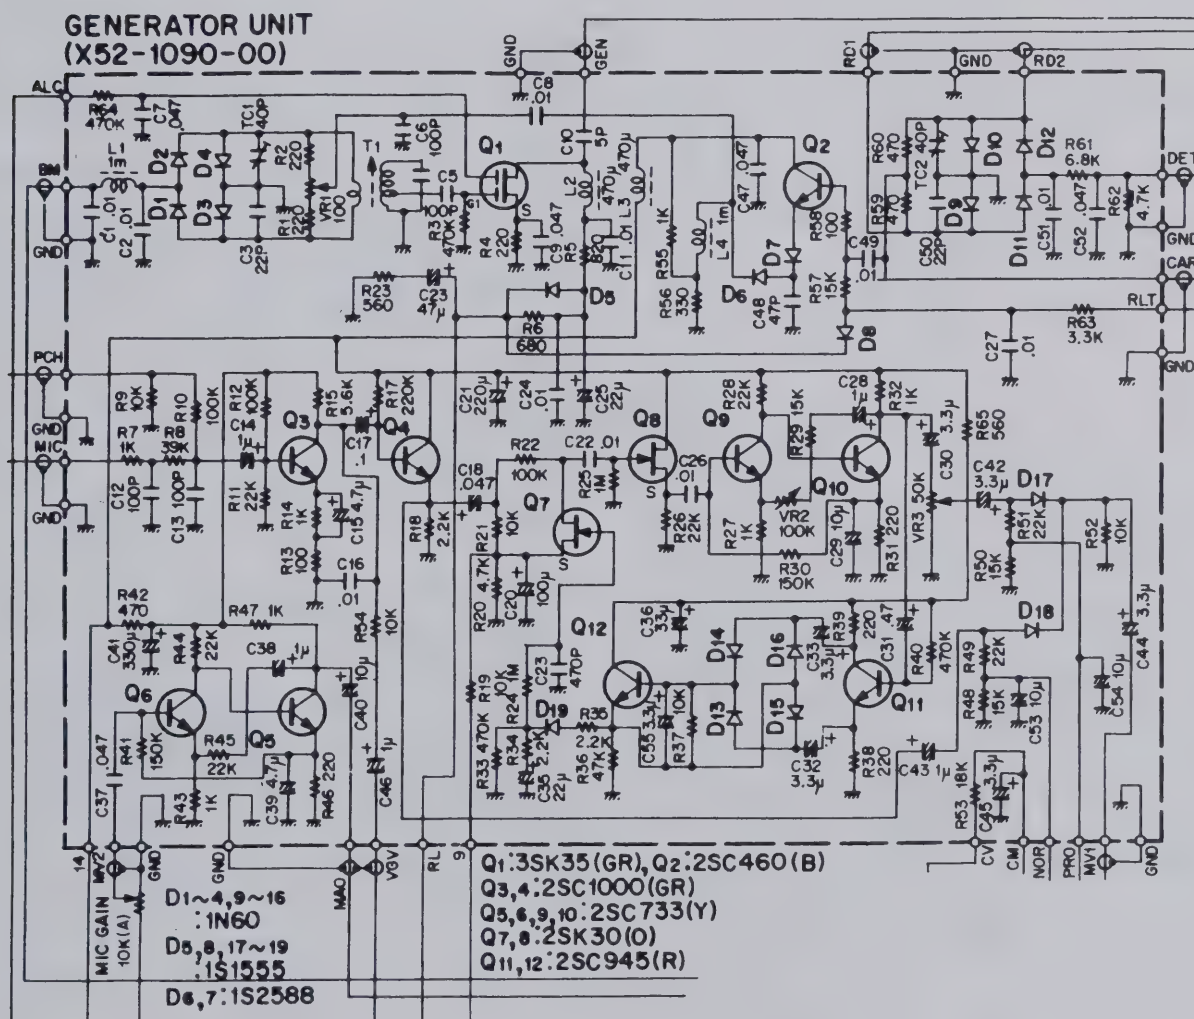 GENERATOR UNIT
(X52-1090-00)
GND
GEN
RD1
GND
RD2
ALC
R64
470K
C7
.047
TC1
40P
R2
220
C6
100P
C8
.01
C10
5P
Q1
Q2
470μ
C47
.047
R60
470
TC2
40P
D10
D12
R61
6.8K
DET
L1
1m
D2
D4
T1
BM
D1
D3
C1
.01
C2
.01
C3
22P
R1
220
VR1
100
C5
100P
R3
470K
G1
S
R4
220
C9
.047
L2
470μ
R5
820
C11
.01
L3
R55
1K
L4
1m
D7
R58
100
C49
.01
R59
470
C50
22P
D9
D11
C51
.01
C52
.047
R62
4.7K
GND
GND
CAR
R23
560
C23
47μ
D5
R6
680
R56
330
D6
C48
47P
R57
15K
D8
RLT
R63
3.3K
C27
.01
GND
PCH
R9
10K
R10
100K
R12
100K
R15
5.6K
R17
220K
C21
220μ
C24
.01
C25
22μ
Q8
R28
22K
R29
15K
C28
1μ
R32
1K
3.3μ
C30
R65
560
GND
MIC
R7
1K
R8
39K
C14
1μ
Q3
C17
.1
Q4
Q9
R22
100K
C22 .01
C42
3.3μ
D17
C12
100P
C13
100P
R11
22K
R14
1K
C15 4.7μ
C18
.047
R25
1M
S
C26
.01
Q10
VR2
100K
VR3 50K
R51
22K
R52
10K
GND
R13
100
C16
.01
R18
2.2K
R21
10K
Q7
S
R26
22K
R27
1K
R30
150K
C29 10μ
R31 220
R50
15K
R42
470
R47 1K
R54
10K
R20
4.7K
C20
100μ
D18
C41
330μ
R44
22K
C38
1μ
Q12
C36
33μ
D14
D16
C33
3.3μ
R39
220
C31
47
R40
470K
R49
22K
3.3μ
C44
Q6
Q5
C40
10μ
R19
10K
R24
1M
C23
470P
Q11
R48
15K
C53
10μ
C54 10μ
D19
R35
2.2K
C55
3.3μ
R37
10K
D13
D15
.047
C37
R41
150K
R45
22K
R43
1K
C39
4.7μ
R46
220
C46
1μ
R33
470K
R34
2.2K
C35
22μ
R36
47K
C32
3.3μ
R38
220
C43 1μ
R53
18K
C45
3.3μ
14
MV2
GND
GND
MAO
VGV
RL
9
CV
CM
NOR
PRO
MV1
GND
MIC GAIN
10K(A)
D1~4,9~16
:1N60
D5,8,17~19
:1S1555
D6,7:1S2588
Q1:3SK35(GR), Q2:2SC460(B)
Q3,4:2SC1000(GR)
Q5,6,9,10:2SC733(Y)
Q7,8:2SK30(O)
Q11,12:2SC945(R)